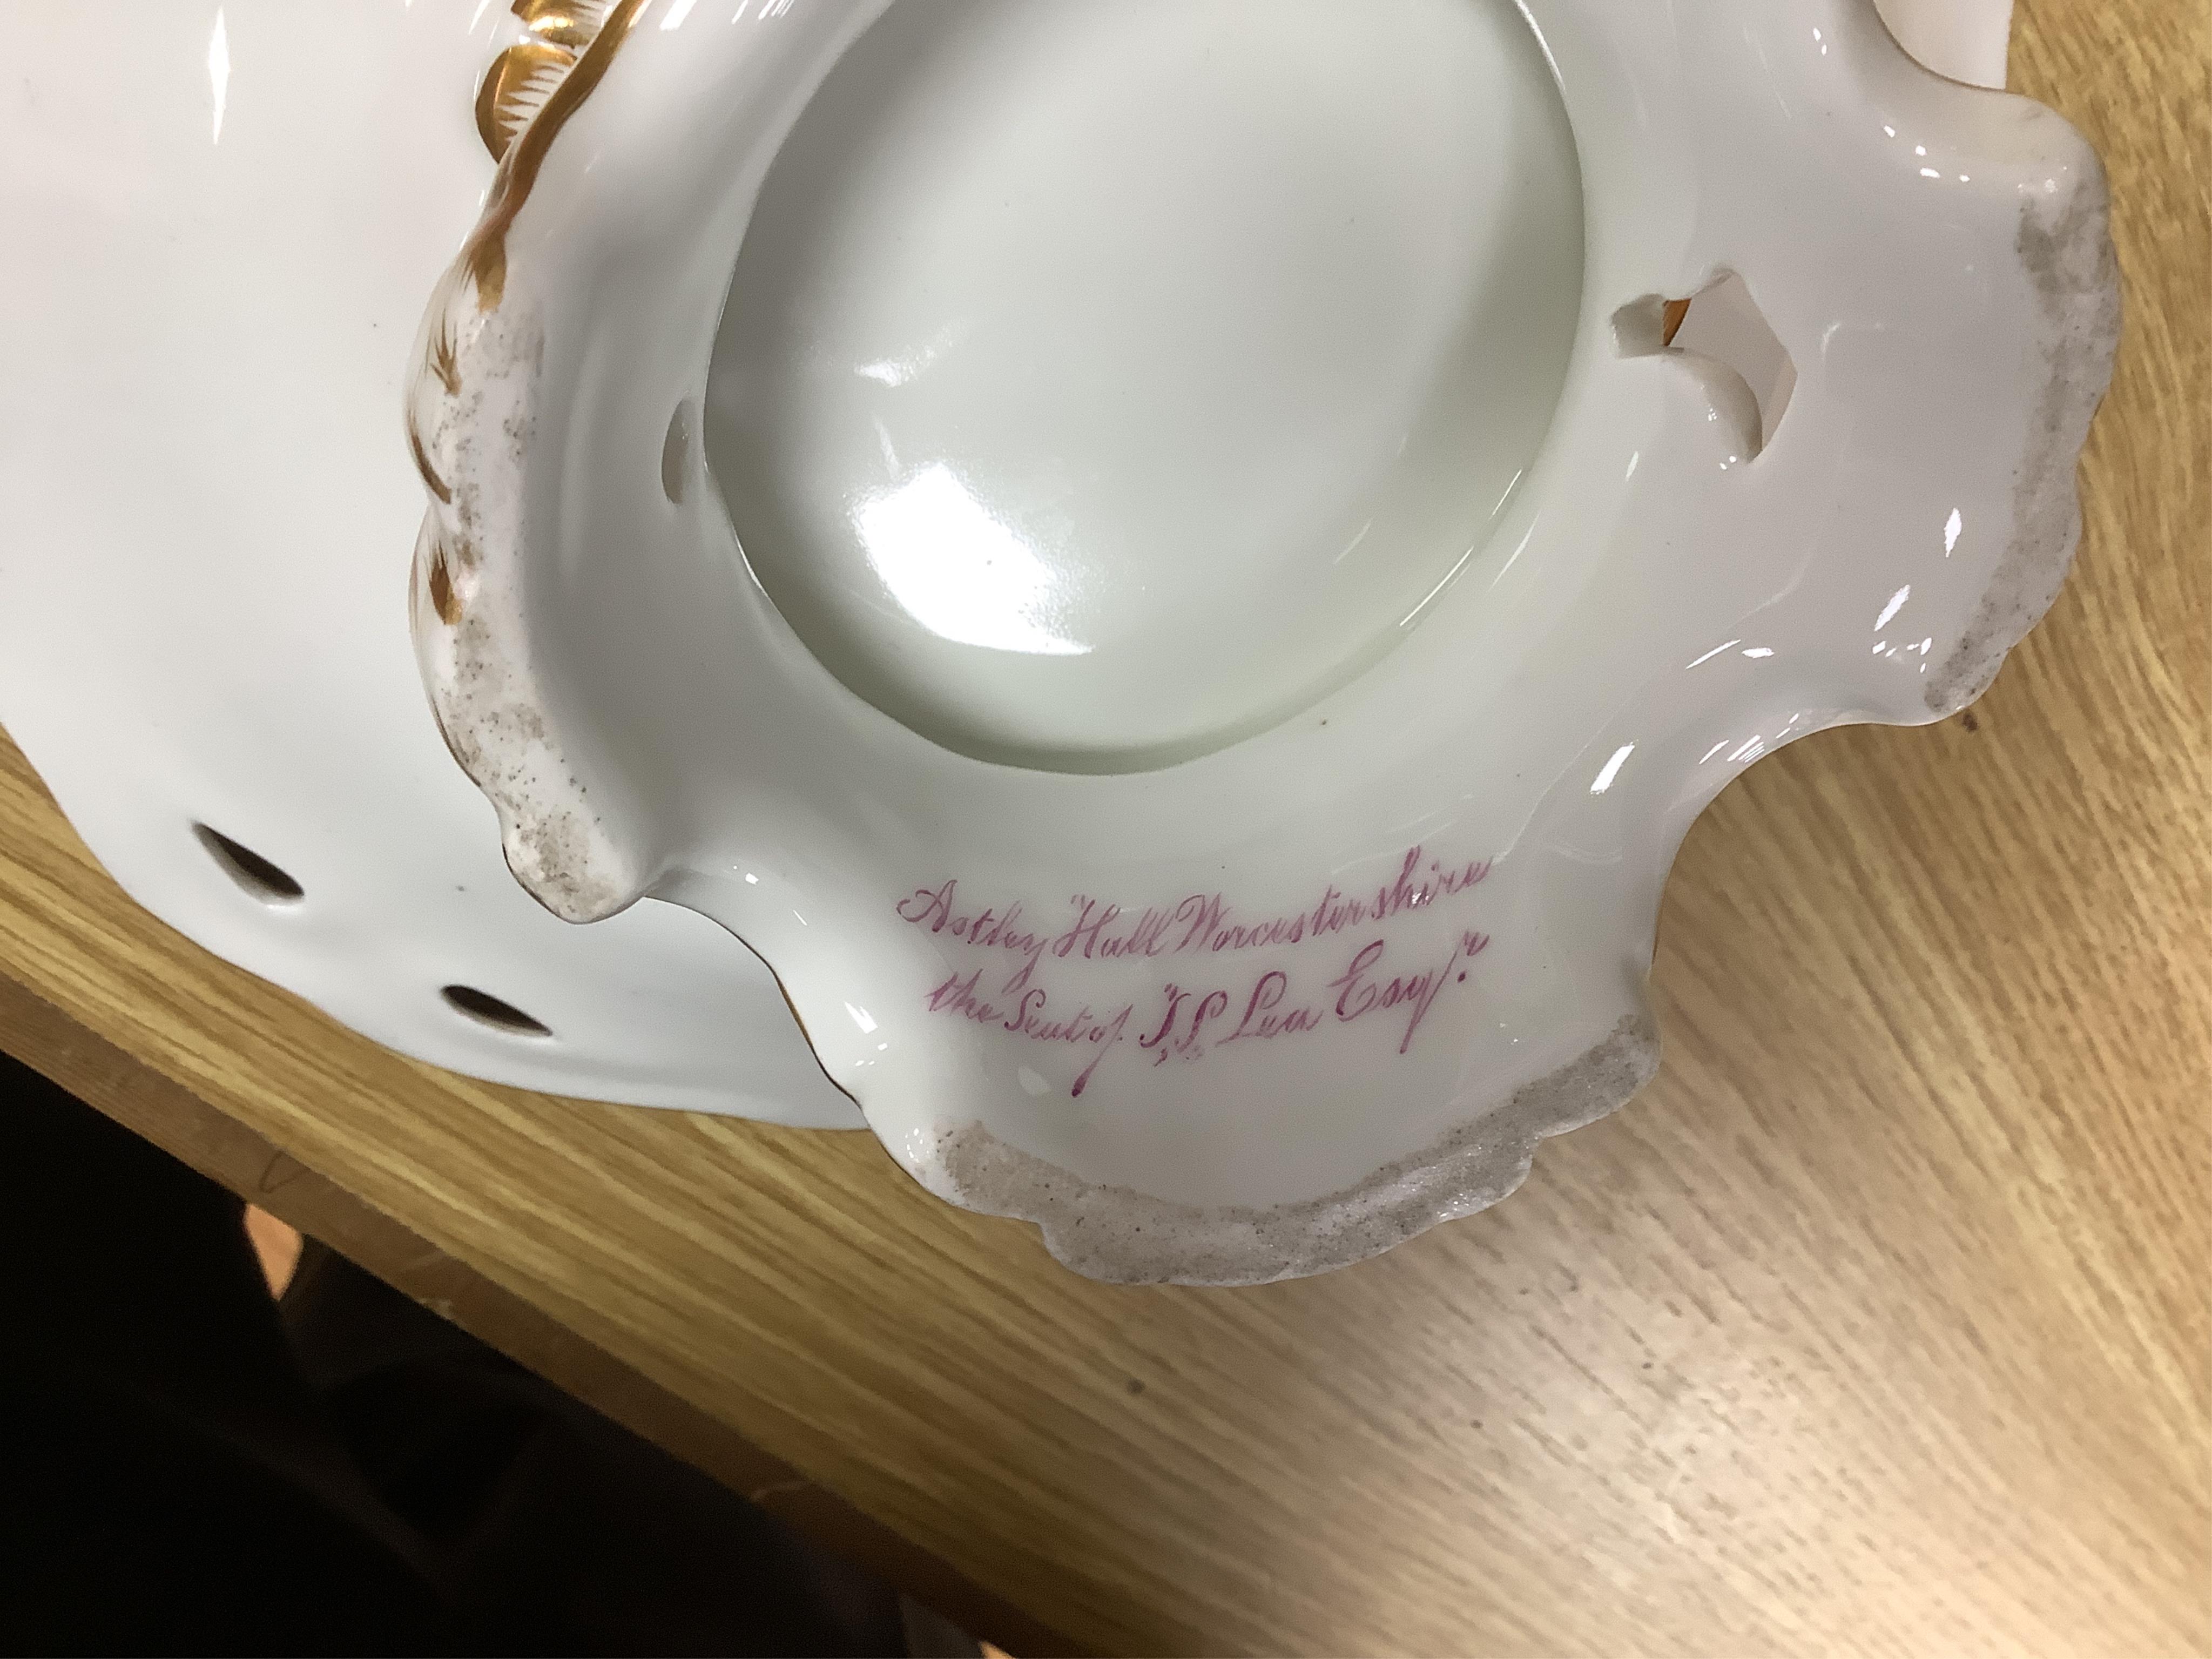 Astley Hall Worcestershire
the Seat of J S Lea Esqr.